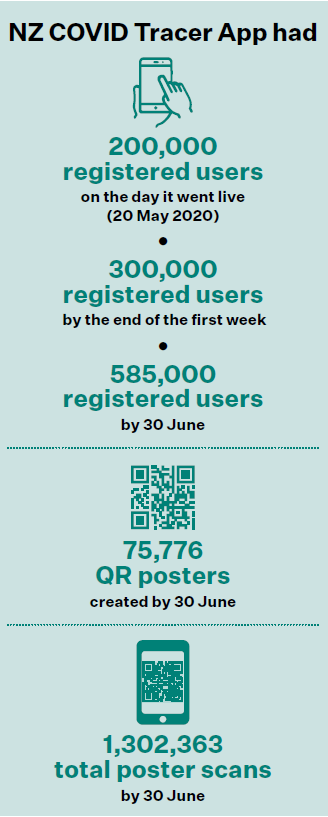 NZ COVID Tracer App had
200,000
registered users
on the day it went live
(20 May 2020)
•
300,000
registered users
by the end of the first week
•
585,000
registered users
by 30 June
75,776
QR posters
created by 30 June
1,302,363
total poster scans
by 30 June